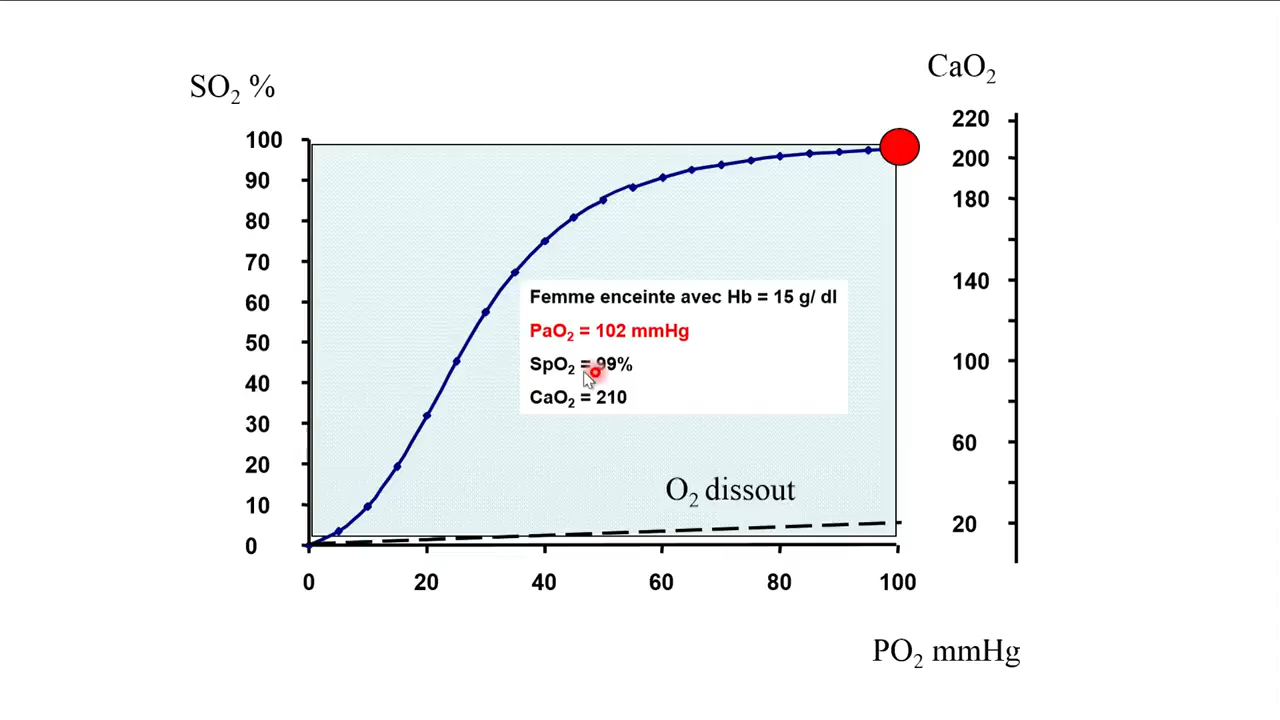 SO₂ %
CaO₂
100
90
80
70
60
50
40
30
20
10
0
220
200
180
140
100
60
20
Femme enceinte avec Hb = 15 g/ dl
PaO₂ = 102 mmHg
SpO₂ = 99%
CaO₂ = 210
O₂ dissout
0 20 40 60 80 100
PO₂ mmHg